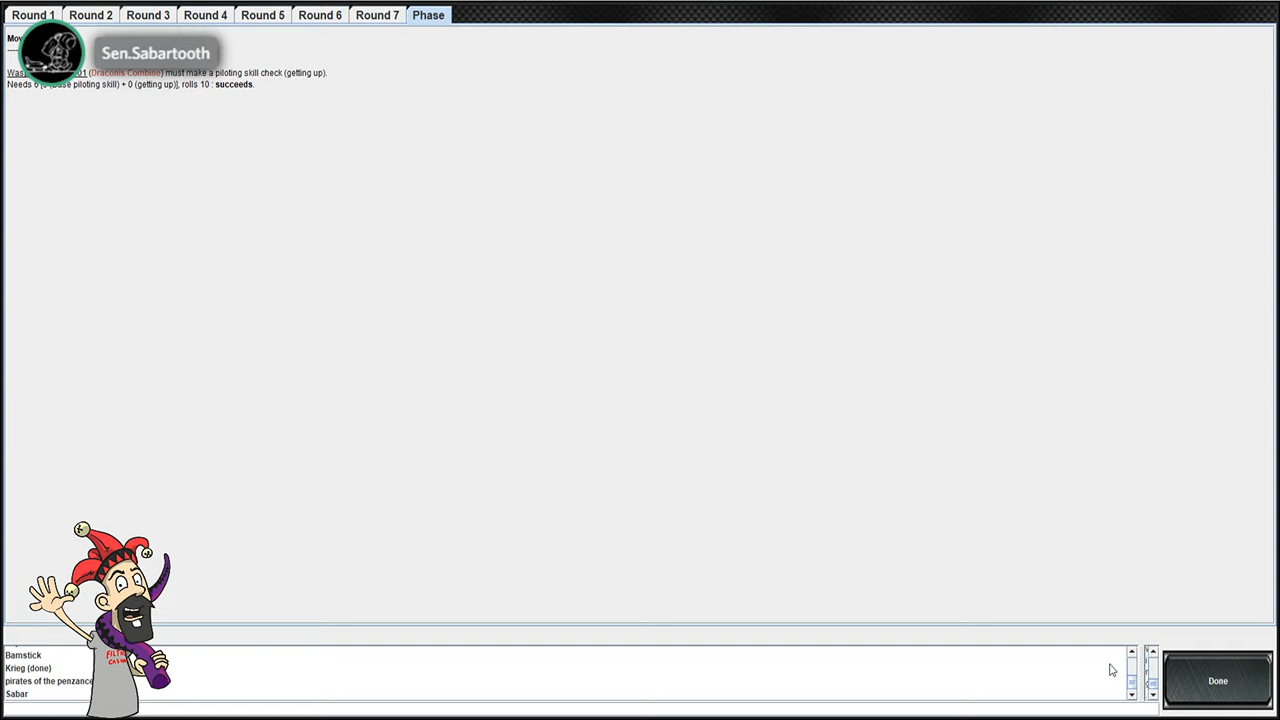 Round 1 Round 2 Round 3 Round 4 Round 5 Round 6 Round 7 Phase
Mov
Sen.Sabartooth
(Draconis Combine) must make a piloting skill check (getting up).
Needs 6 piloting skill) + 0 (getting up)], rolls 10 : succeeds.
Bamstick
Krieg (done)
pirates of the penzance
Sabar
Done